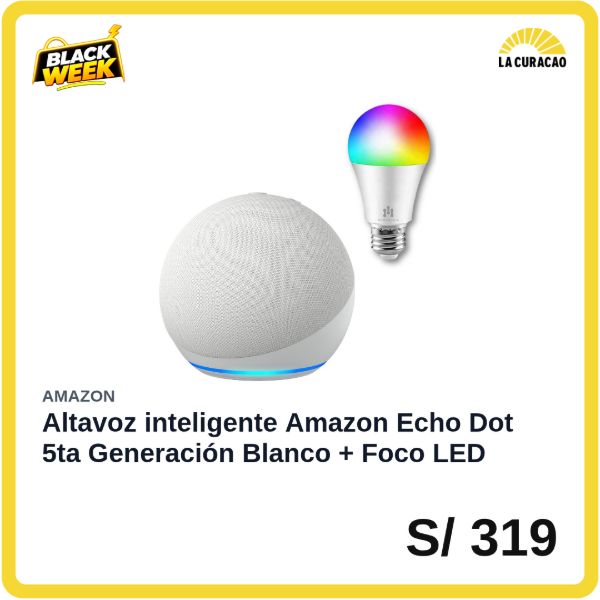 BLACK
WEEK
LA CURACAO
AMAZON
Altavoz inteligente Amazon Echo Dot
5ta Generación Blanco + Foco LED
S/ 319